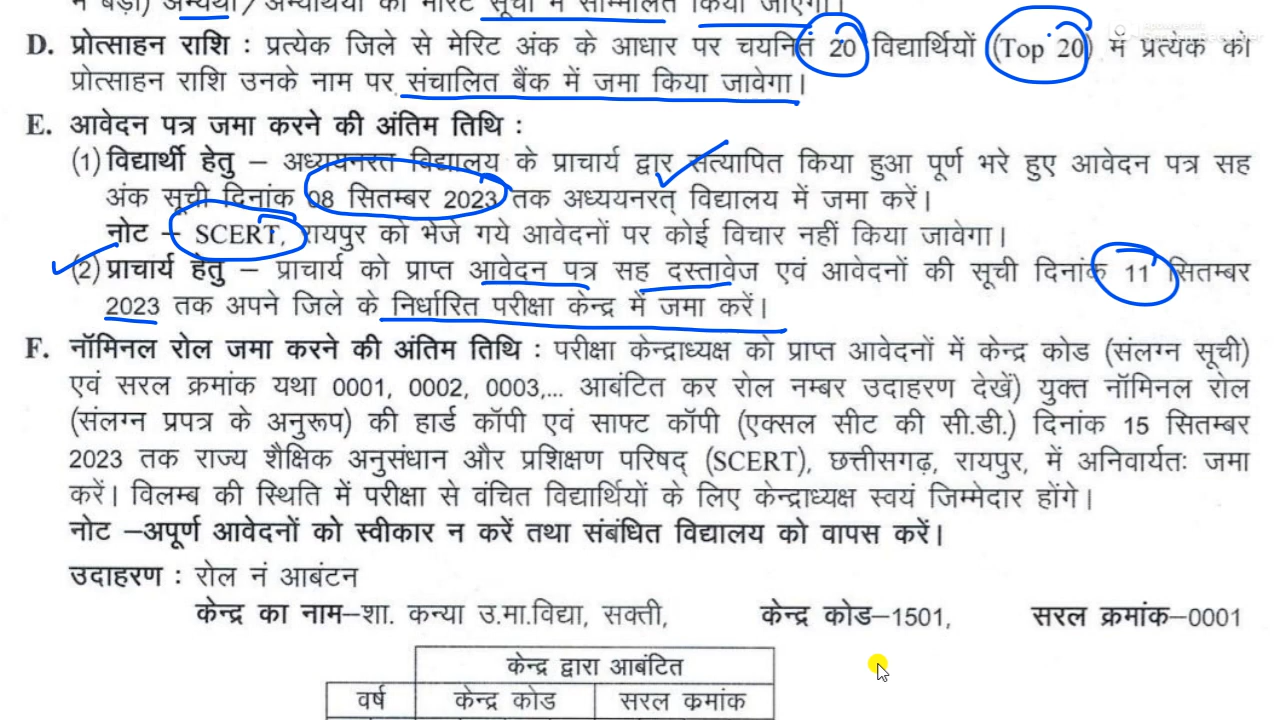 न बड़ा) अन्यथा/अभ्यर्थियों को मेरिट सूची में सम्मिलित किया जाएगा।
D. प्रोत्साहन राशि : प्रत्येक जिले से मेरिट अंक के आधार पर चयनित 20 विद्यार्थियों (Top 20) में प्रत्येक को
प्रोत्साहन राशि उनके नाम पर संचालित बैंक में जमा किया जावेगा।
E. आवेदन पत्र जमा करने की अंतिम तिथि :
(1) विद्यार्थी हेतु – अध्ययनरत विद्यालय के प्राचार्य द्वार सत्यापित किया हुआ पूर्ण भरे हुए आवेदन पत्र सह
अंक सूची दिनांक 08 सितम्बर 2023 तक अध्ययनरत् विद्यालय में जमा करें।
नोट – SCERT, रायपुर को भेजे गये आवेदनों पर कोई विचार नहीं किया जावेगा।
(2) प्राचार्य हेतु – प्राचार्य को प्राप्त आवेदन पत्र सह दस्तावेज एवं आवेदनों की सूची दिनांक 11 सितम्बर
2023 तक अपने जिले के निर्धारित परीक्षा केन्द्र में जमा करें।
F. नॉमिनल रोल जमा करने की अंतिम तिथि : परीक्षा केन्द्राध्यक्ष को प्राप्त आवेदनों में केन्द्र कोड (संलग्न सूची)
एवं सरल क्रमांक यथा 0001, 0002, 0003,... आबंटित कर रोल नम्बर उदाहरण देखें) युक्त नॉमिनल रोल
(संलग्न प्रपत्र के अनुरूप) की हार्ड कॉपी एवं साफ्ट कॉपी (एक्सल सीट की सी.डी.) दिनांक 15 सितम्बर
2023 तक राज्य शैक्षिक अनुसंधान और प्रशिक्षण परिषद् (SCERT), छत्तीसगढ़, रायपुर, में अनिवार्यतः जमा
करें। विलम्ब की स्थिति में परीक्षा से वंचित विद्यार्थियों के लिए केन्द्राध्यक्ष स्वयं जिम्मेदार होंगे।
नोट –अपूर्ण आवेदनों को स्वीकार न करें तथा संबंधित विद्यालय को वापस करें।
उदाहरण : रोल नं आबंटन
केन्द्र का नाम–शा. कन्या उ.मा.विद्या, सक्ती, केन्द्र कोड–1501, सरल क्रमांक–0001
केन्द्र द्वारा आबंटित
वर्ष केन्द्र कोड सरल क्रमांक